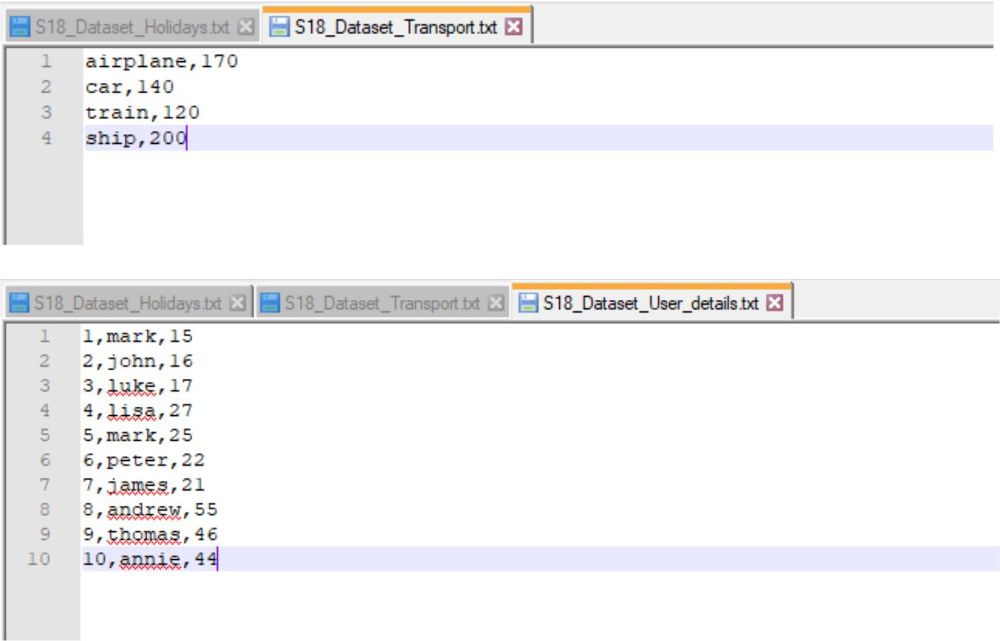 S18_Dataset_Holidays.txt S18_Dataset_Transport.txt
1 airplane,170
2 car,140
3 train,120
4 ship,200
S18_Dataset_Holidays.txt S18_Dataset_Transport.txt S18_Dataset_User_details.txt
1 1,mark,15
2 2,john,16
3 3,luke,17
4 4,lisa,27
5 5,mark,25
6 6,peter,22
7 7,james,21
8 8,andrew,55
9 9,thomas,46
10 10,annie,44